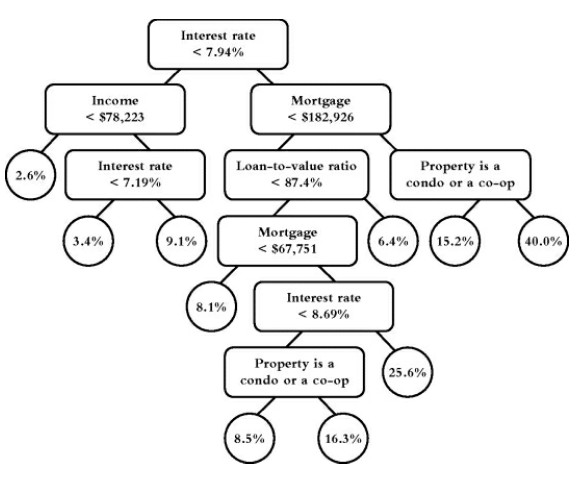 Interest rate
< 7.94%
Income
< $78,223
Mortgage
< $182,926
2.6%
Interest rate
< 7.19%
Loan-to-value ratio
< 87.4%
Property is a
condo or a co-op
3.4%
9.1%
Mortgage
< $67,751
6.4%
15.2%
40.0%
8.1%
Interest rate
< 8.69%
Property is a
condo or a co-op
25.6%
8.5%
16.3%